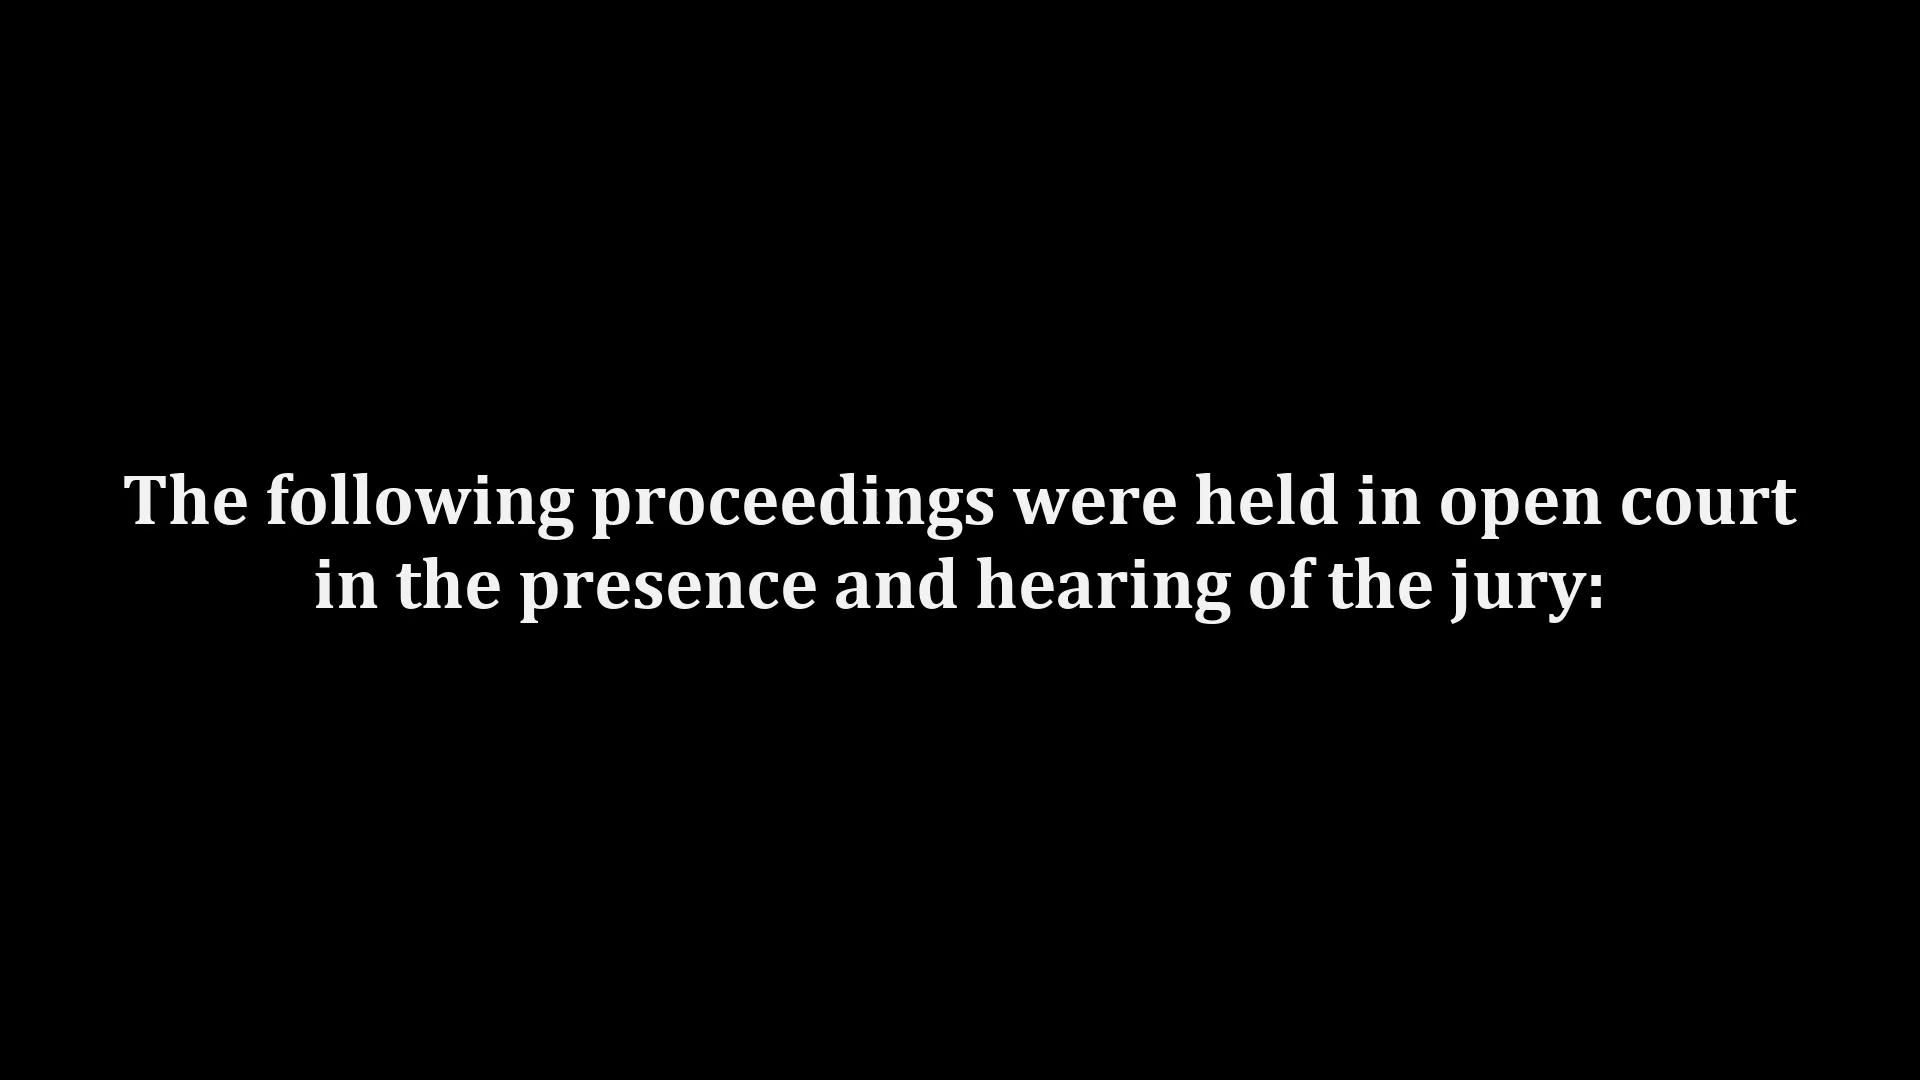 The following proceedings were held in open court
in the presence and hearing of the jury: